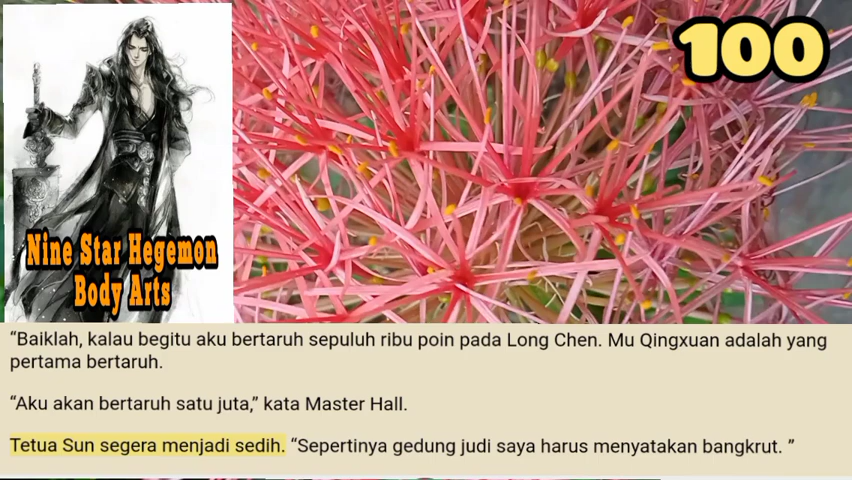 100
Nine Star Hegemon
Body Arts
“Baiklah, kalau begitu aku bertaruh sepuluh ribu poin pada Long Chen. Mu Qingxuan adalah yang
pertama bertaruh.
“Aku akan bertaruh satu juta,” kata Master Hall.
Tetua Sun segera menjadi sedih. “Sepertinya gedung judi saya harus menyatakan bangkrut. ”